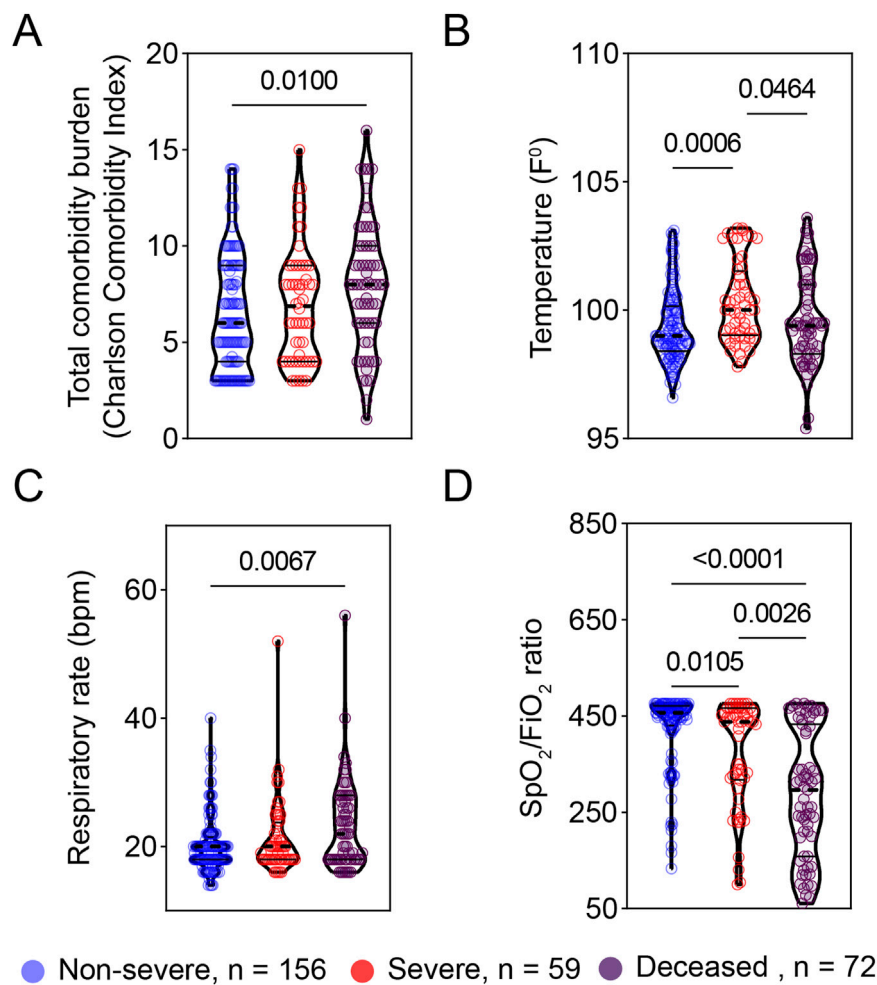 A
Total comorbidity burden
(Charlson Comorbidity Index)
20
15
10
5
0
0.0100
B
Temperature (F⁰)
110
105
100
95
0.0006
0.0464
C
Respiratory rate (bpm)
60
40
20
0.0067
D
SpO₂/FiO₂ ratio
850
650
450
250
50
<0.0001
0.0026
0.0105
Non-severe, n = 156 Severe, n = 59 Deceased , n = 72